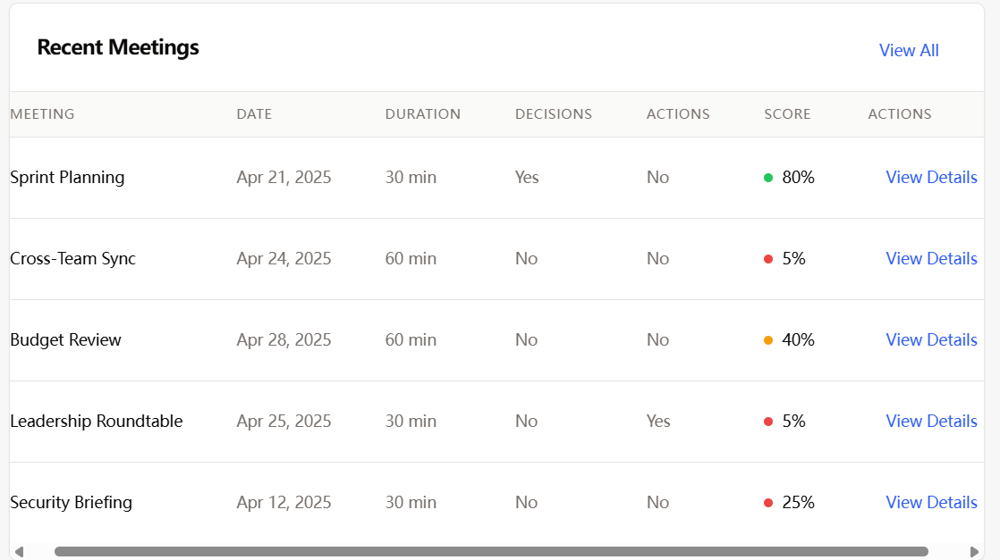 Recent Meetings
View All
MEETING DATE DURATION DECISIONS ACTIONS SCORE ACTIONS
Sprint Planning Apr 21, 2025 30 min Yes No 80% View Details
Cross-Team Sync Apr 24, 2025 60 min No No 5% View Details
Budget Review Apr 28, 2025 60 min No No 40% View Details
Leadership Roundtable Apr 25, 2025 30 min No Yes 5% View Details
Security Briefing Apr 12, 2025 30 min No No 25% View Details